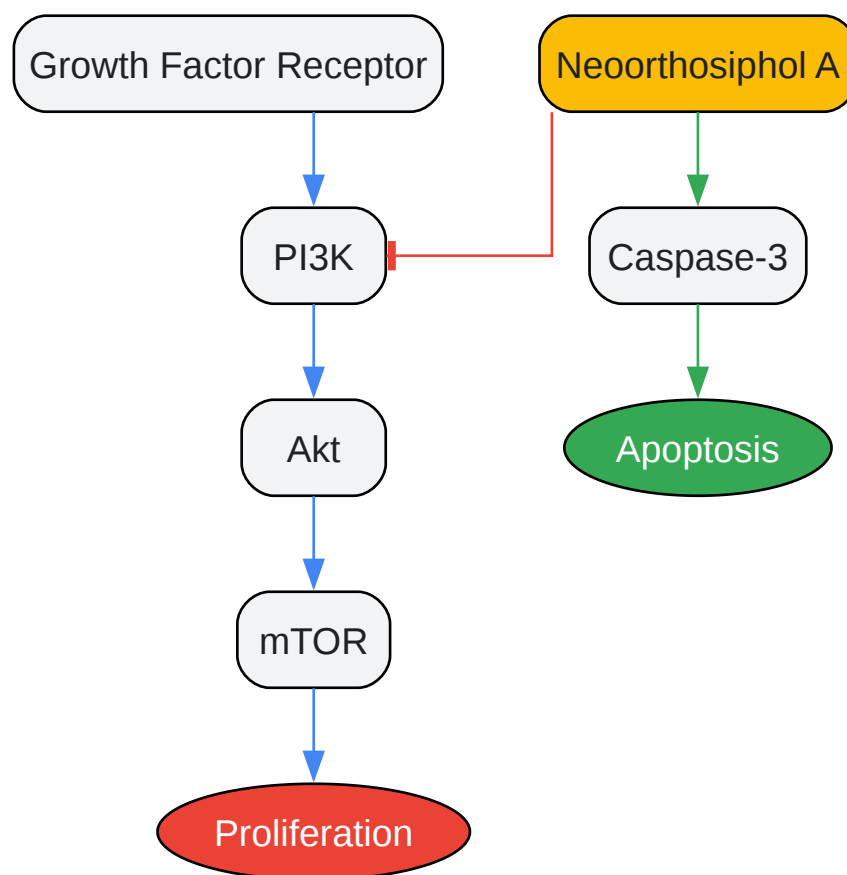 Growth Factor Receptor
Neoorthosiphol A
PI3K
Caspase-3
Akt
Apoptosis
mTOR
Proliferation